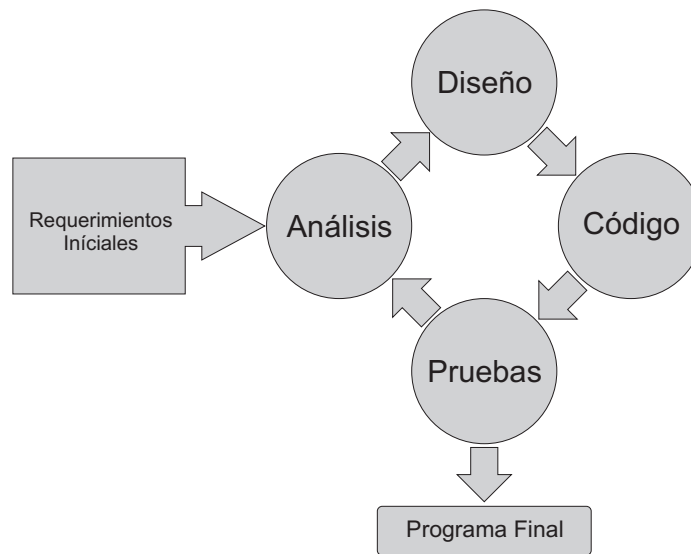 Diseño
Requerimientos
Iníciales
Análisis
Código
Pruebas
Programa Final